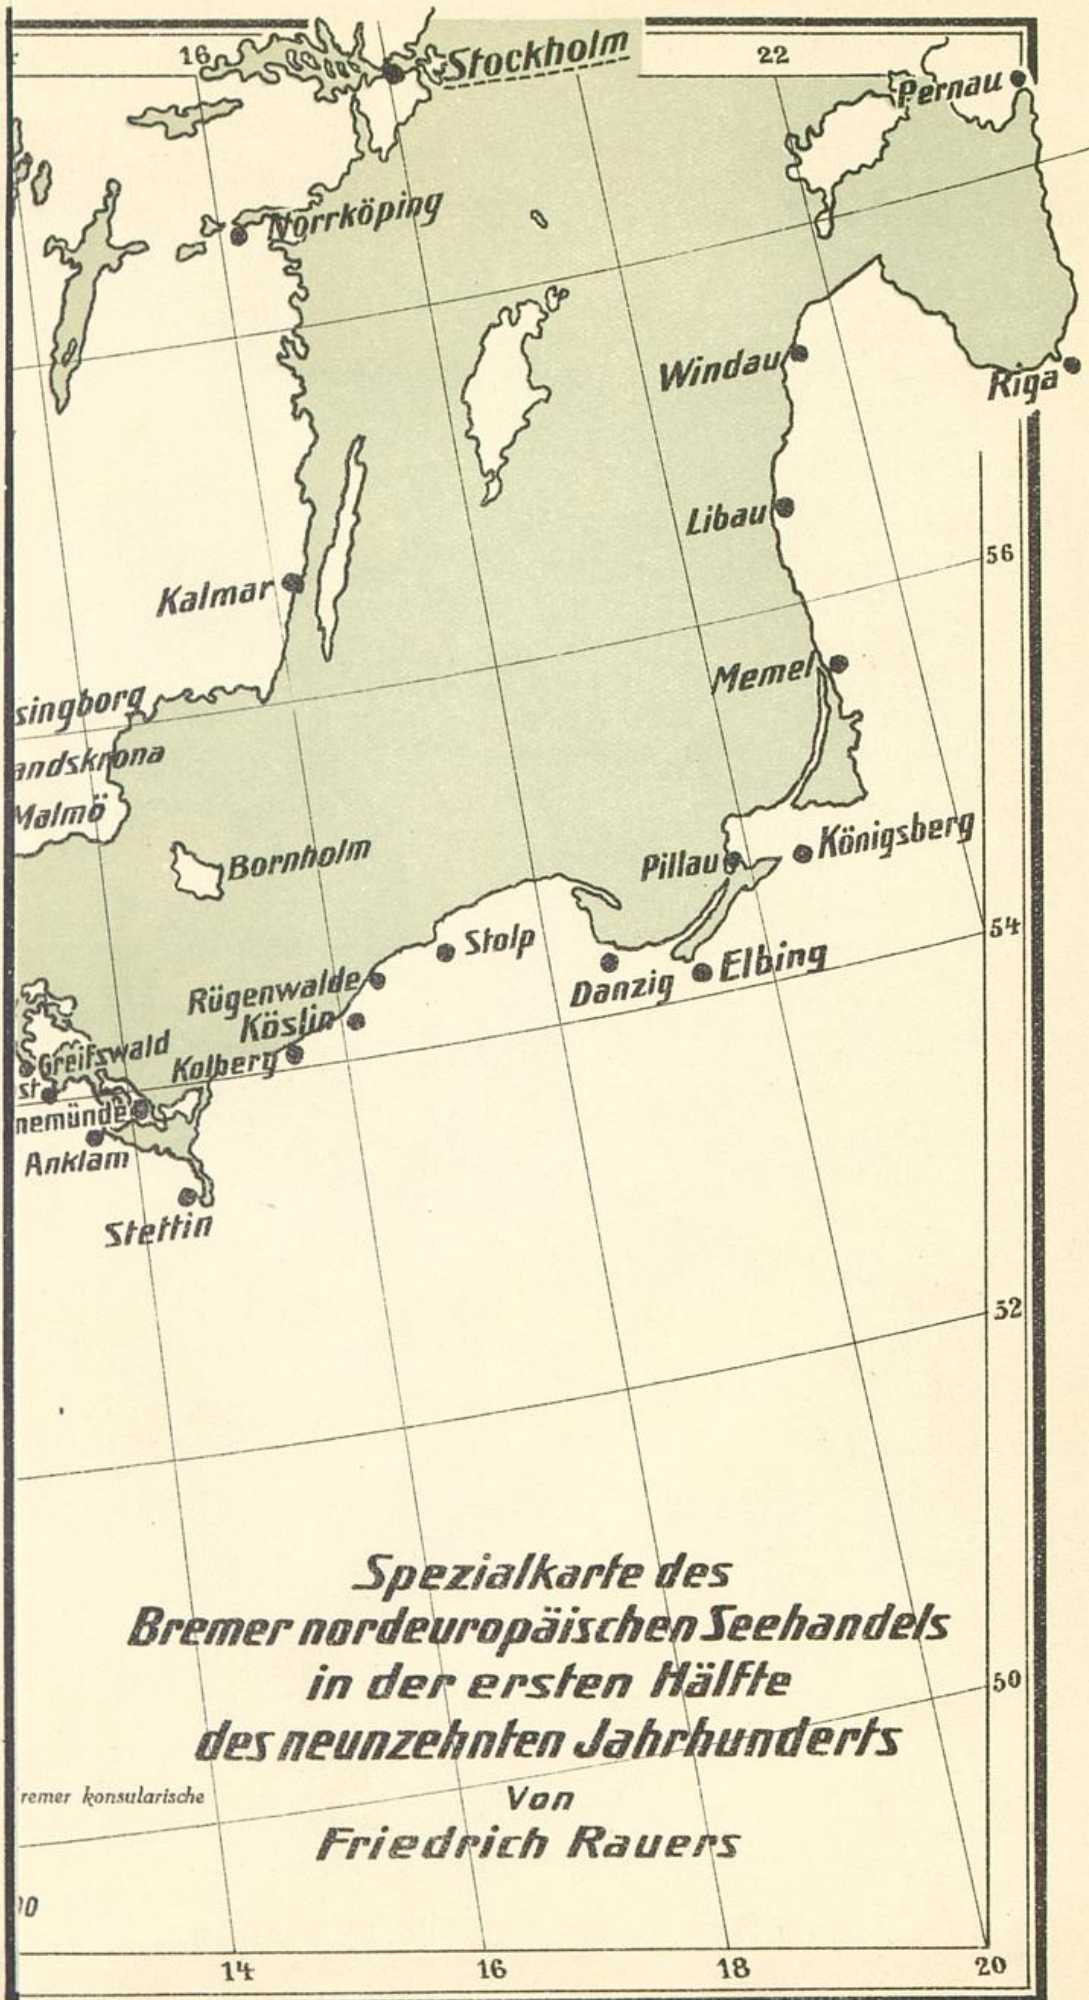 16
Stockholm
22
Pernau
Norrköping
Windau
Riga
Libau
56
Kalmar
Memel
singborg
andskrona
Malmö
Königsberg
Bornholm
Pillau
54
Stolp
Elbing
Danzig
Rügenwalde
Köslin
Greifswald
Kolberg
st
nemünde
Anklam
Stettin
52
Spezialkarte des
Bremer nordeuropäischen Seehandels
in der ersten Hälfte
50
des neunzehnten Jahrhunderts
remer konsularische
Von
Friedrich Rauers
00
14
16
18
20